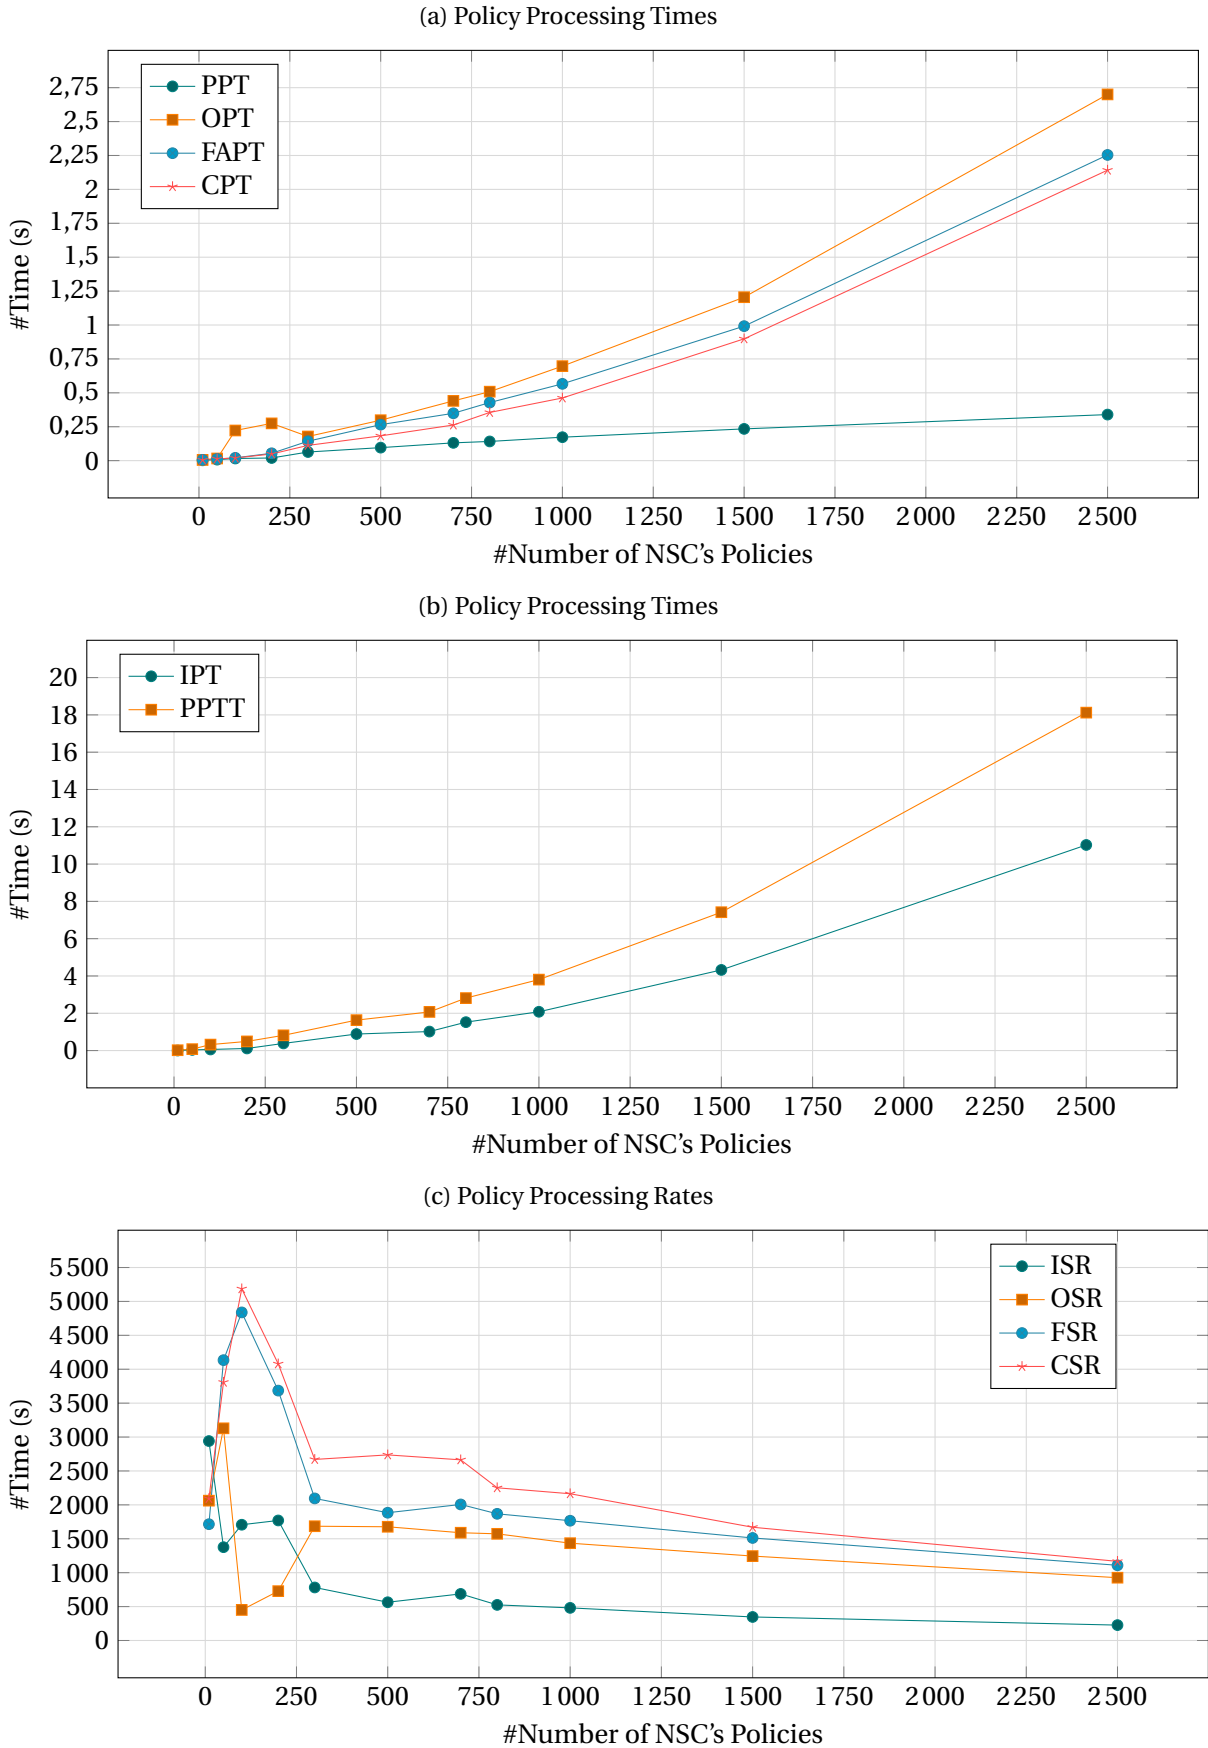 (a) Policy Processing Times
PPT
OPT
FAPT
CPT
2,75
2,5
2,25
2
1,75
1,5
1,25
1
0,75
0,5
0,25
0
#Time (s)
0 250 500 750 1 000 1 250 1 500 1 750 2 000 2 250 2 500
#Number of NSC's Policies
(b) Policy Processing Times
IPT
PPTT
20
18
16
14
12
10
8
6
4
2
0
#Time (s)
0 250 500 750 1 000 1 250 1 500 1 750 2 000 2 250 2 500
#Number of NSC's Policies
(c) Policy Processing Rates
ISR
OSR
FSR
CSR
5 500
5 000
4 500
4 000
3 500
3 000
2 500
2 000
1 500
1 000
500
0
#Time (s)
0 250 500 750 1 000 1 250 1 500 1 750 2 000 2 250 2 500
#Number of NSC's Policies